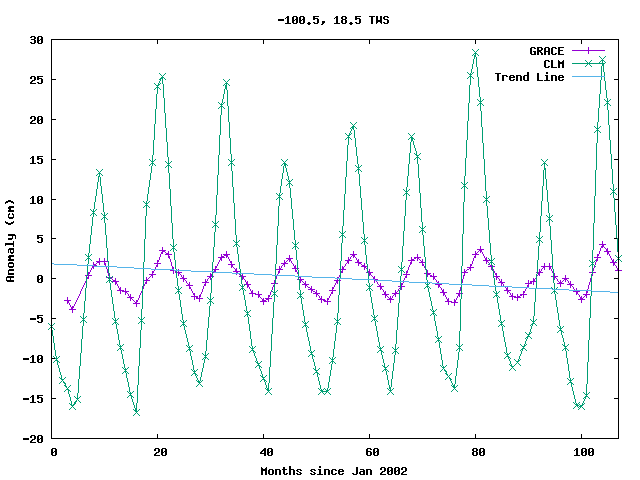 -100.5, 18.5 TWS
GRACE
CLM
Trend Line
30
25
20
15
10
5
0
-5
-10
-15
-20
Anomaly (cm)
0 20 40 60 80 100
Months since Jan 2002